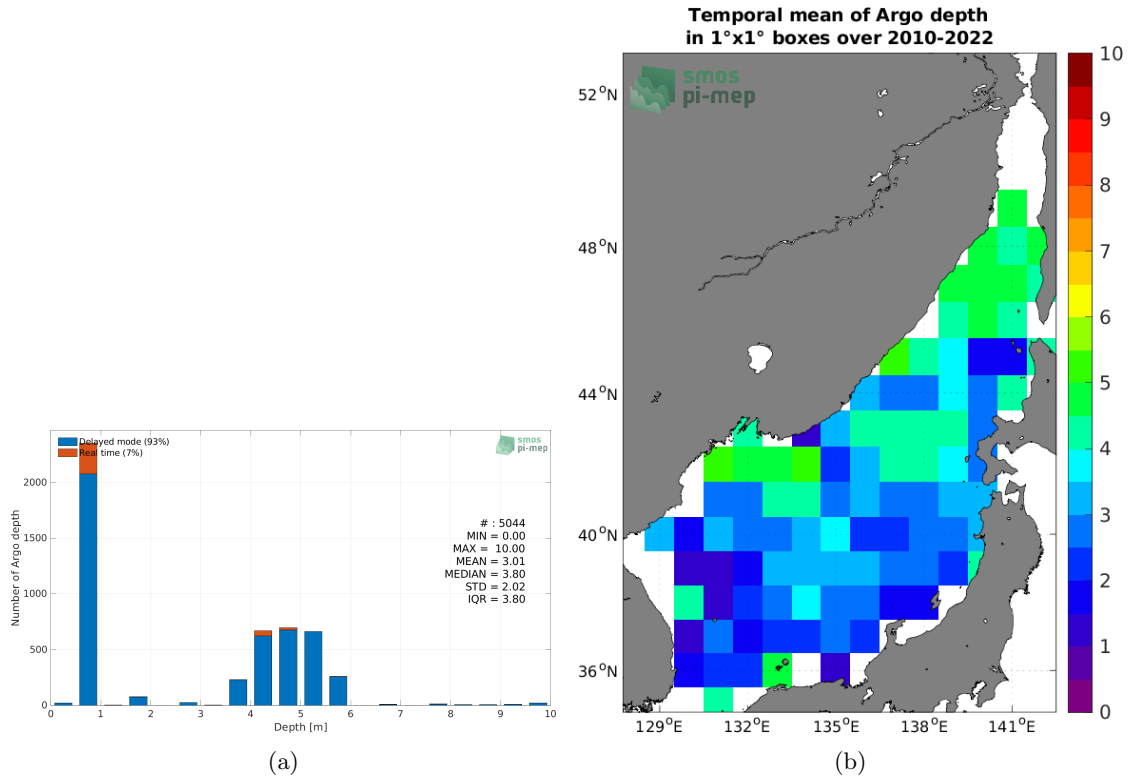 Temporal mean of Argo depth
in 1°x1° boxes over 2010-2022
smos
pi-mep
52°N
48°N
44°N
40°N
36°N
129°E
132°E
135°E
138°E
141°E
10
9
8
7
6
5
4
3
2
1
0
Delayed mode (93%)
Real time (7%)
smos
pi-mep
# : 5044
MIN = 0.00
MAX = 10.00
MEAN = 3.01
MEDIAN = 3.80
STD = 2.02
IQR = 3.80
Number of Argo depth
2000
1500
1000
500
0
0 1 2 3 4 5 6 7 8 9 10
Depth [m]
(a)
(b)